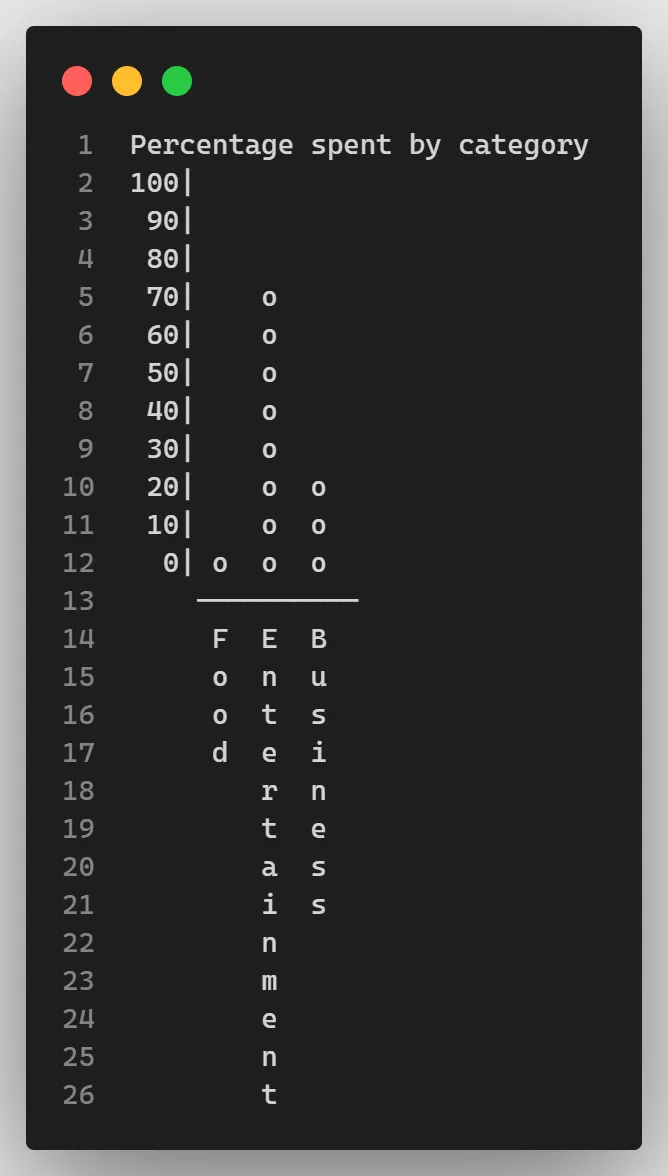 1  Percentage spent by category
2  100|
3   90|
4   80|
5   70|    o
6   60|    o
7   50|    o
8   40|    o
9   30|    o
10  20|    o  o
11  10|    o  o
12   0| o  o  o
13     ----------
14      F  E  B
15      o  n  u
16      o  t  s
17      d  e  i
18         r  n
19         t  e
20         a  s
21         i  s
22         n
23         m
24         e
25         n
26         t